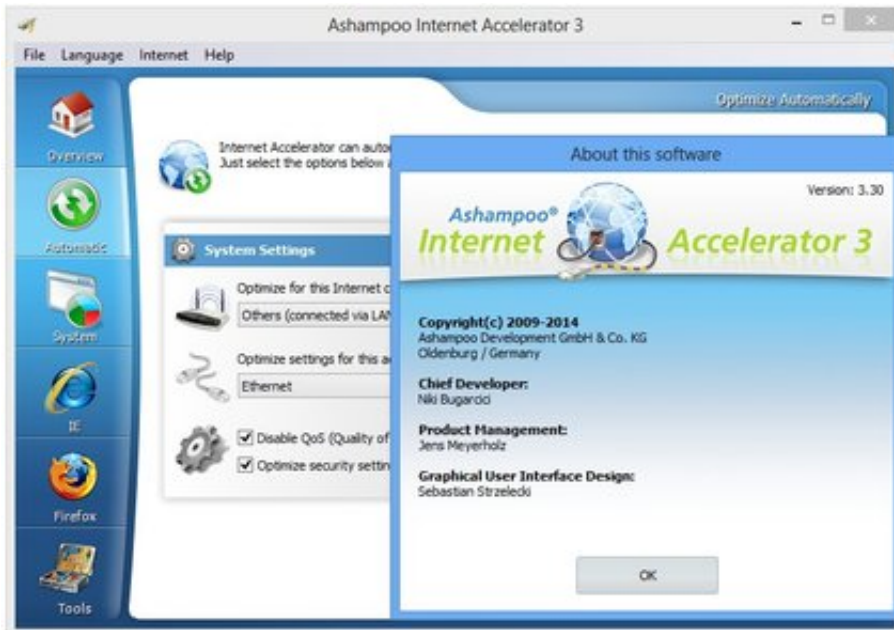 Ashampoo Internet Accelerator 3
File Language Internet Help
Optimize Automatically
Overview
Automatic
System
IE
Firefox
Tools
Internet Accelerator can auto
Just select the options below a
System Settings
Optimize for this Internet c
Others (connected via LAN
Optimize settings for this a
Ethernet
Disable QoS (Quality of
Optimize security settin
About this software
Version: 3.30
Ashampoo®
Internet Accelerator 3
Copyright(c) 2009-2014
Ashampoo Development GmbH & Co. KG
Oldenburg / Germany
Chief Developer:
Niki Bugarcici
Product Management:
Jens Meyerholz
Graphical User Interface Design:
Sebastian Strzelecki
OK